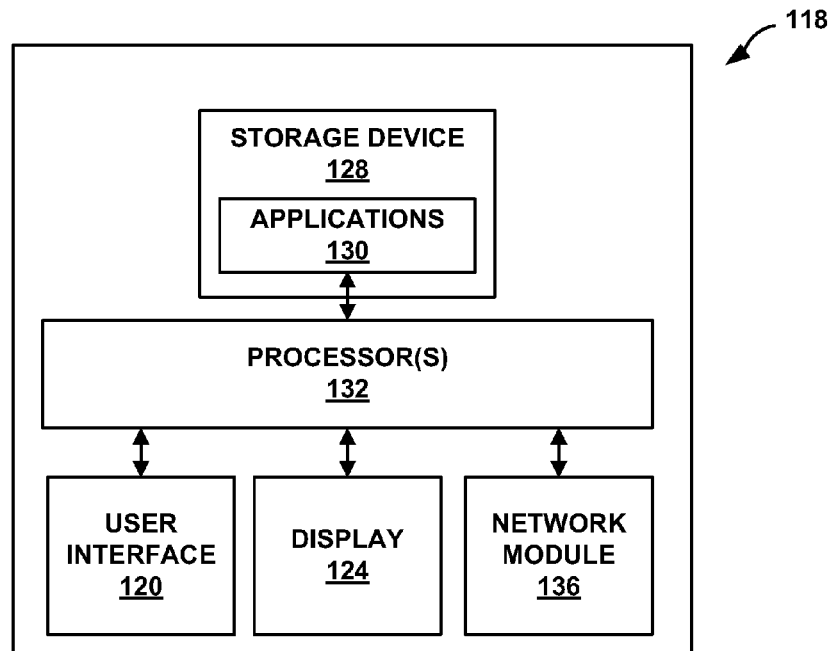 118
STORAGE DEVICE
128
APPLICATIONS
130
PROCESSOR(S)
132
USER
INTERFACE
120
DISPLAY
124
NETWORK
MODULE
136